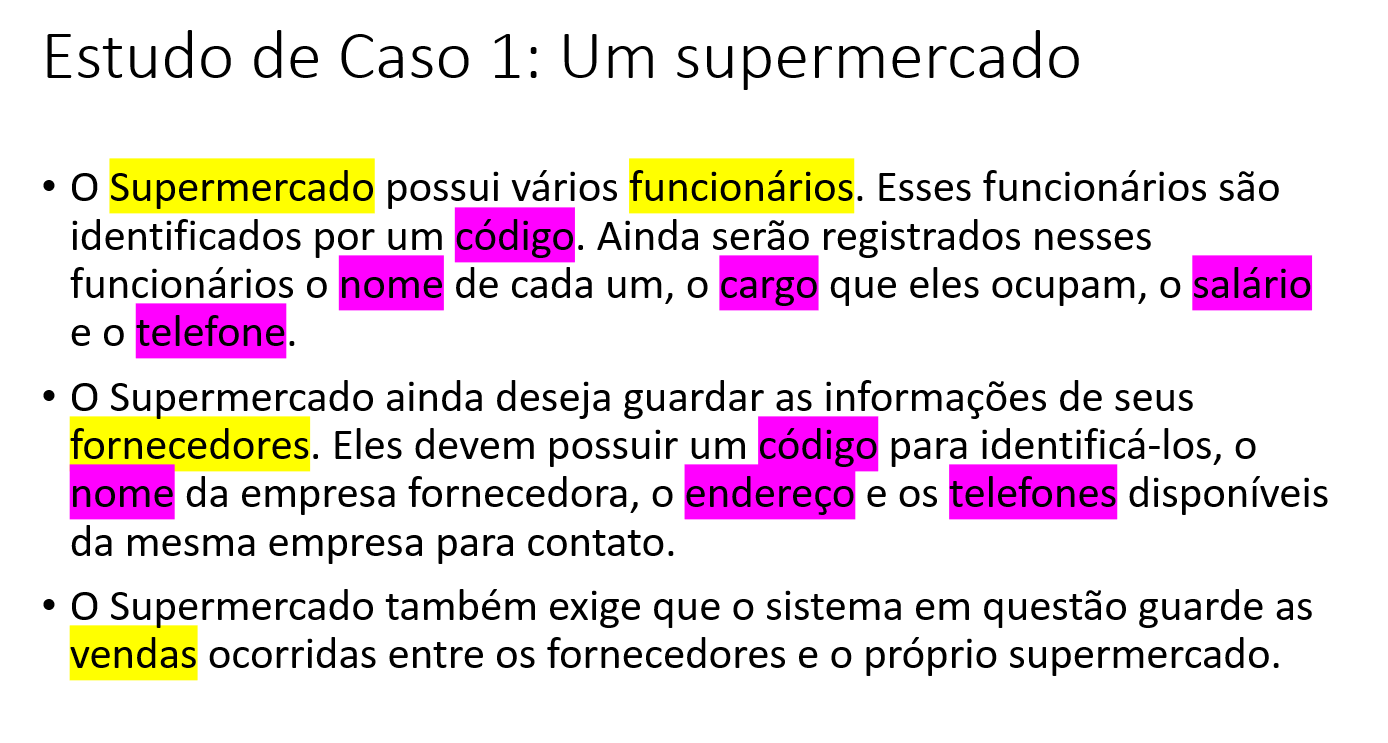 Estudo de Caso 1: Um supermercado
• O Supermercado possui vários funcionários. Esses funcionários são
identificados por um código. Ainda serão registrados nesses
funcionários o nome de cada um, o cargo que eles ocupam, o salário
e o telefone.
• O Supermercado ainda deseja guardar as informações de seus
fornecedores. Eles devem possuir um código para identificá-los, o
nome da empresa fornecedora, o endereço e os telefones disponíveis
da mesma empresa para contato.
• O Supermercado também exige que o sistema em questão guarde as
vendas ocorridas entre os fornecedores e o próprio supermercado.